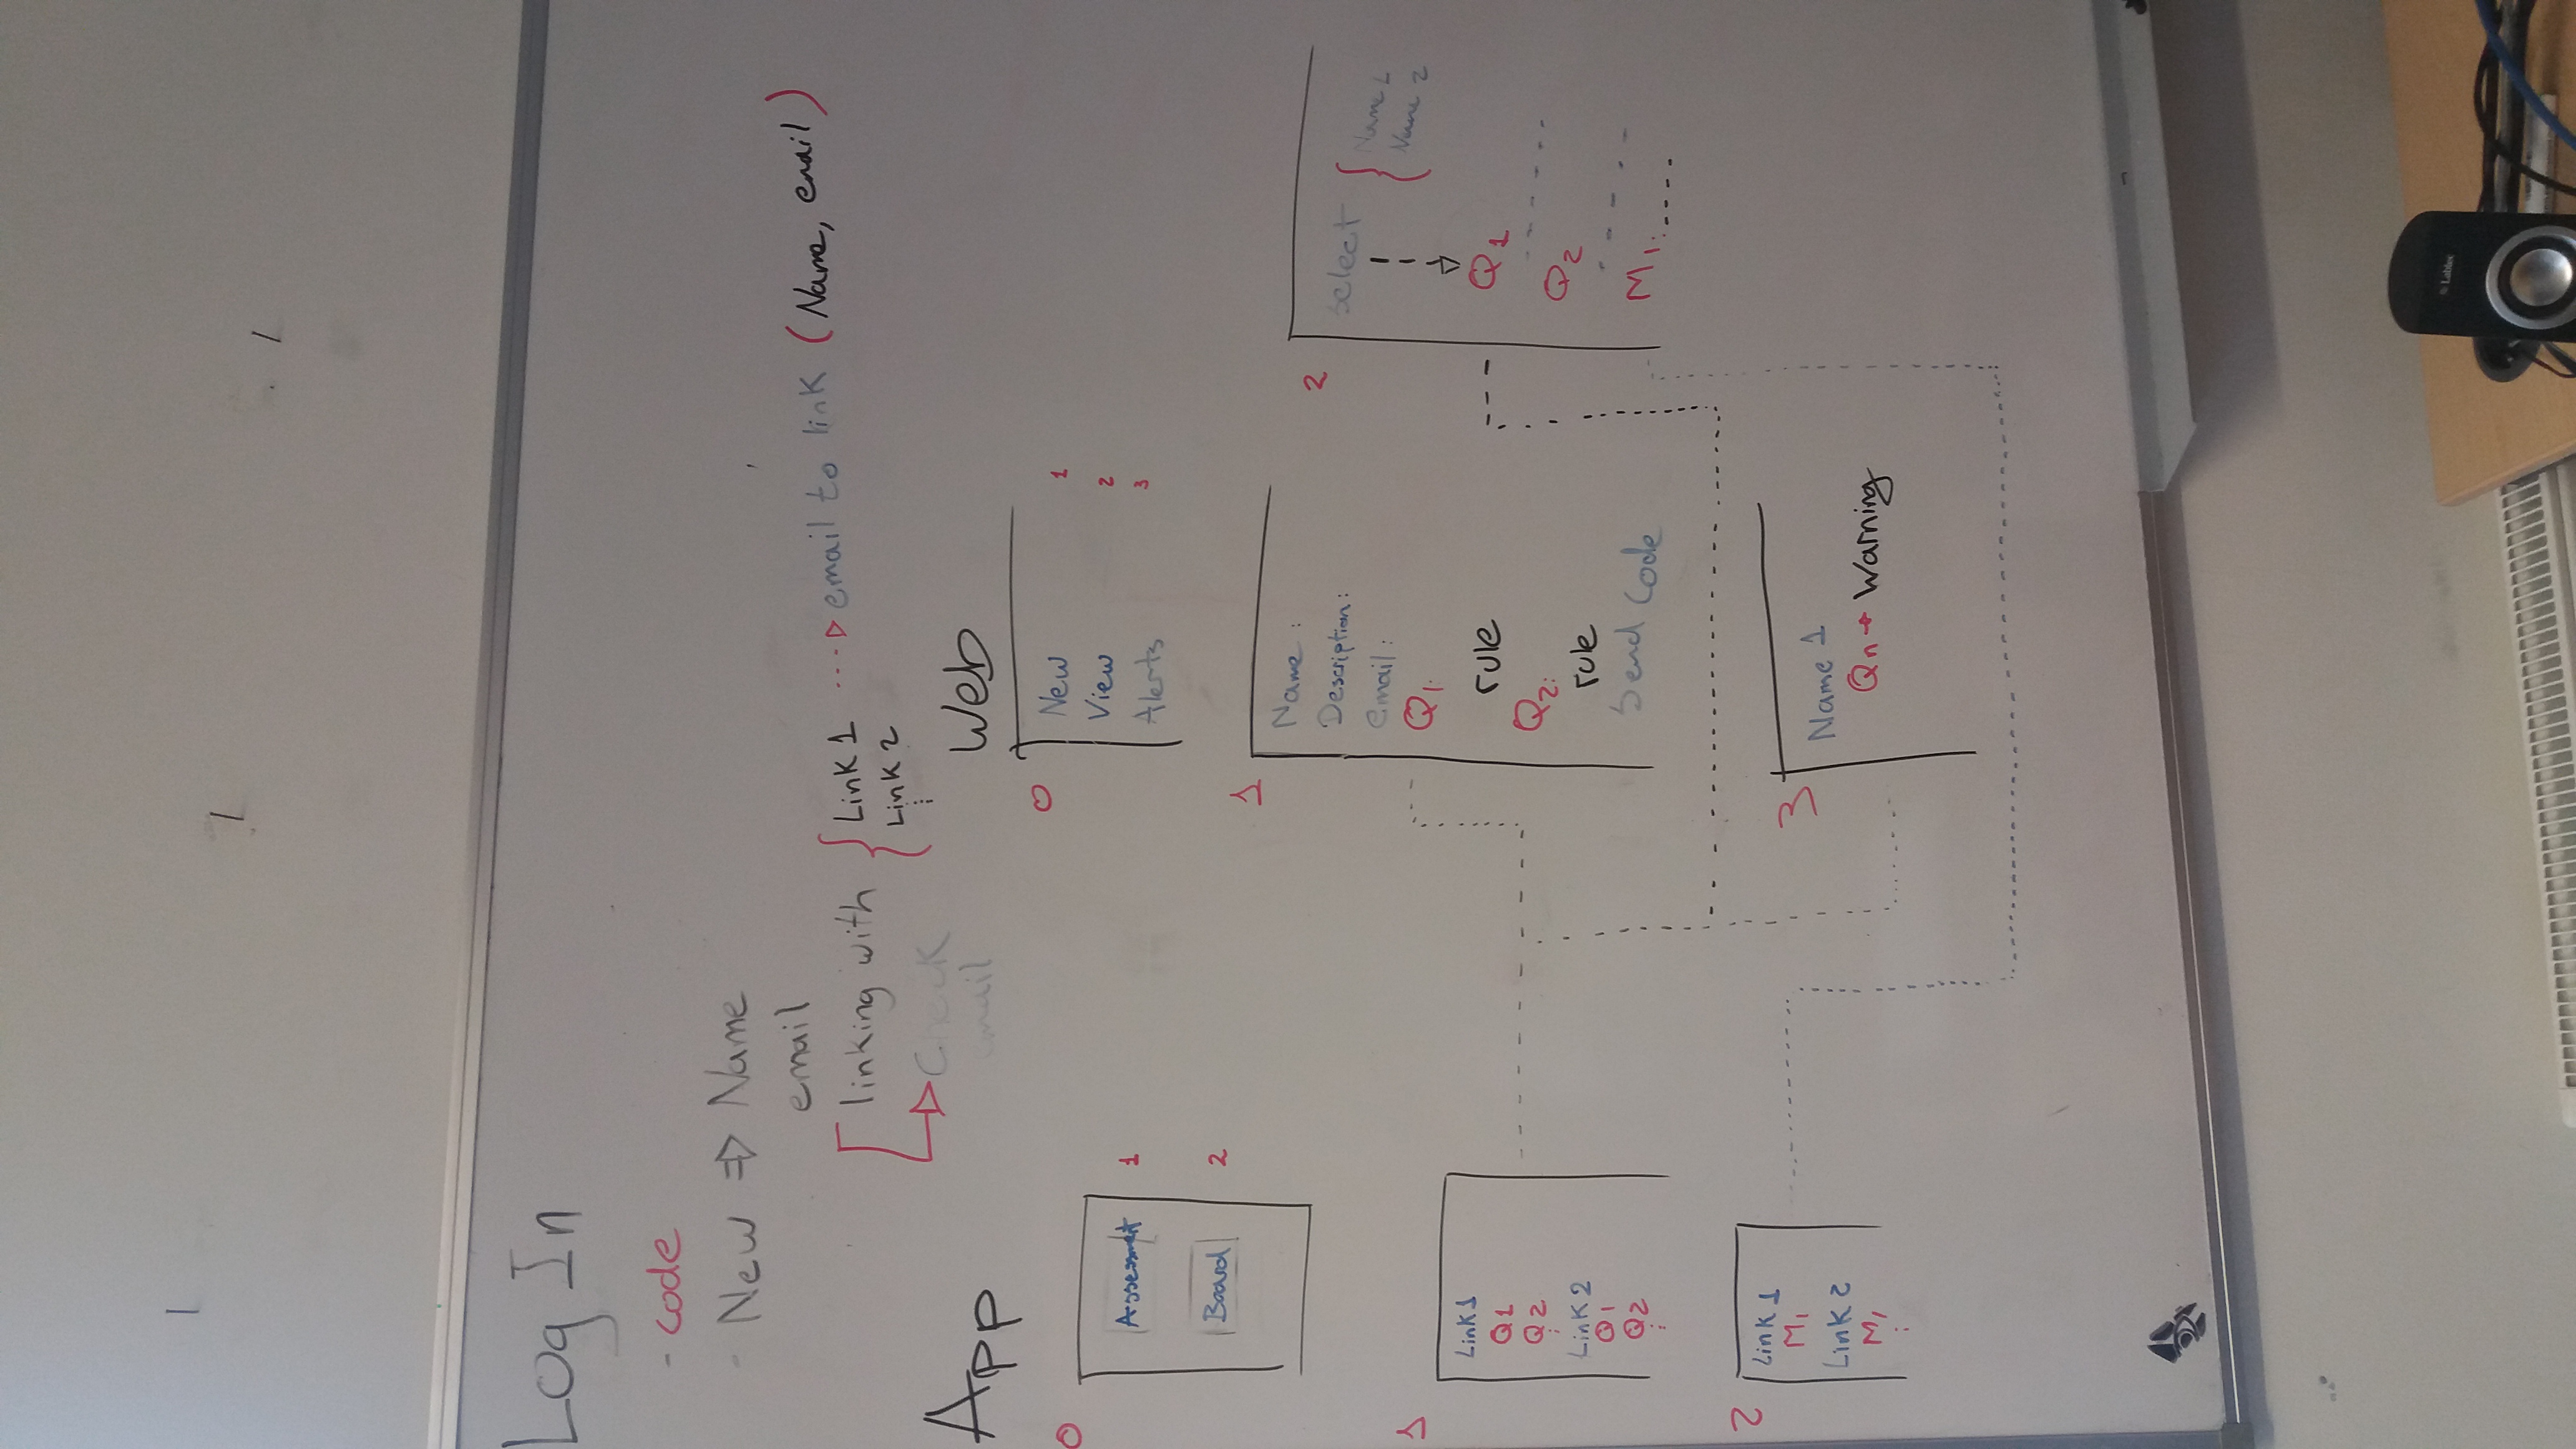 Log In
- code
- New ⇒ Name
email
linking with { Link 1 ...▷ email to link (Name, email)
Link 2
⋮
Check
email
App
0
Assessment 1
Board 2
1
Link 1
Q1
Q2
⋮
Link 2
Q1
Q2
⋮
2
Link 1
M1
Link 2
M1
⋮
Web
0
New 1
View 2
Alerts 3
1
Name :
Description :
Email :
Q1:
rule
Q2:
rule
Send Code
2
Select { Name 1
Name 2
Q1
Q2
M1:
3
Name 1
Qn → Warning
Labtec